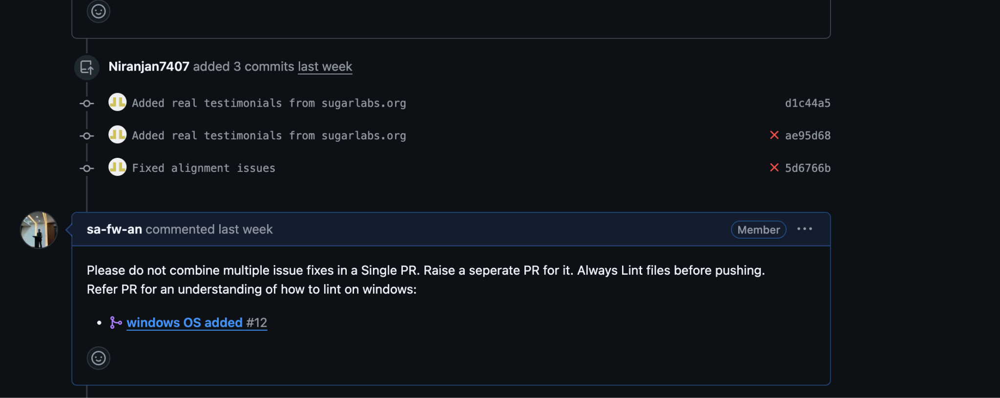 Niranjan7407 added 3 commits last week
Added real testimonials from sugarlabs.org d1c44a5
Added real testimonials from sugarlabs.org ae95d68
Fixed alignment issues 5d6766b
sa-fw-an commented last week Member
Please do not combine multiple issue fixes in a Single PR. Raise a seperate PR for it. Always Lint files before pushing.
Refer PR for an understanding of how to lint on windows:
windows OS added #12